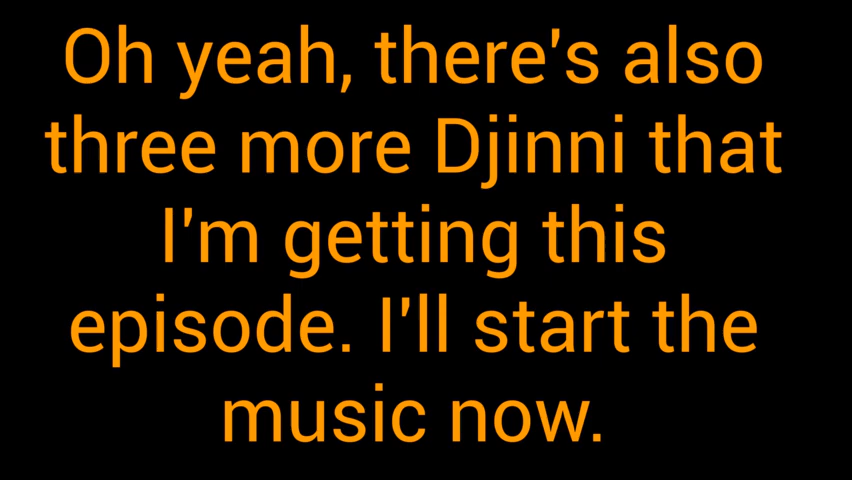 Oh yeah, there's also
three more Djinni that
I'm getting this
episode. I'll start the
music now.